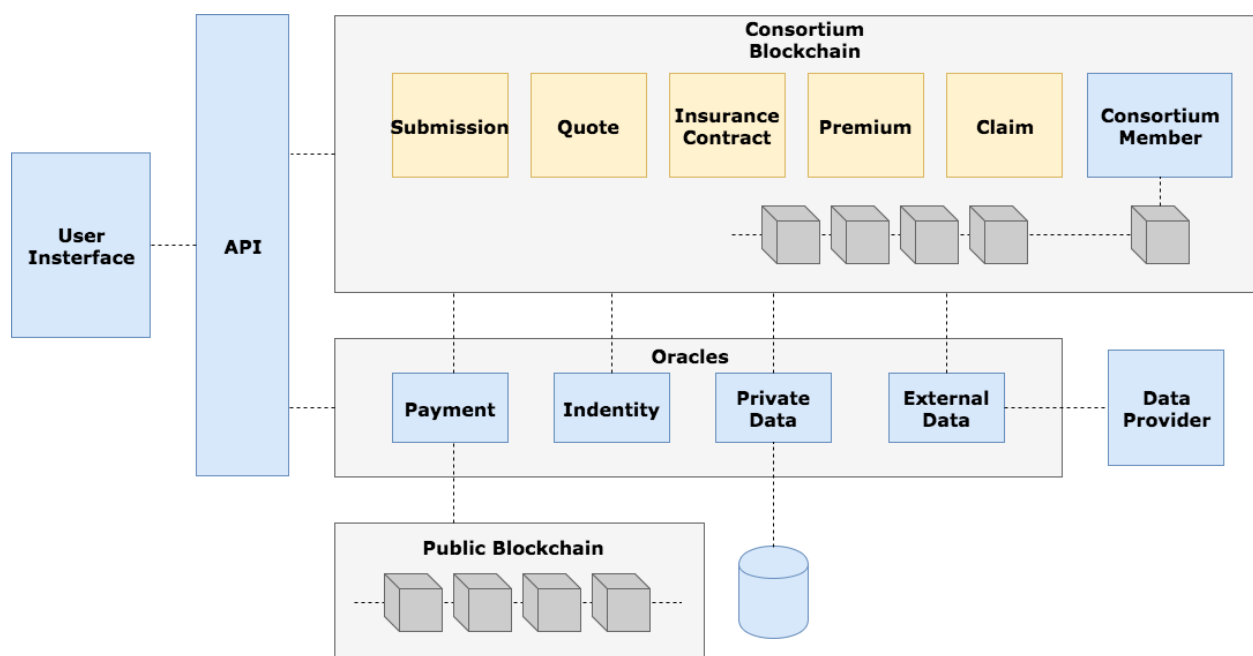 Consortium
Blockchain
Submission
Quote
Insurance
Contract
Premium
Claim
Consortium
Member
User
Insterface
API
Oracles
Payment
Indentity
Private
Data
External
Data
Data
Provider
Public Blockchain